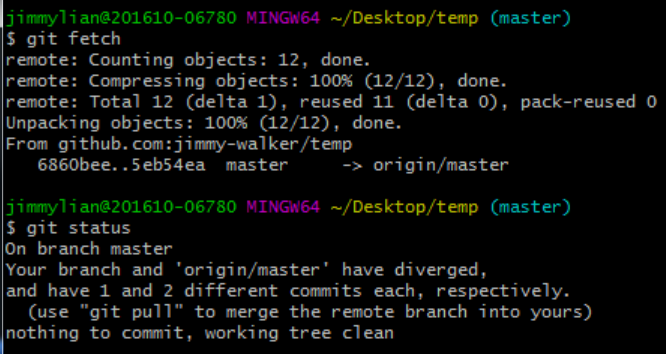 jimmylian@201610-06780 MINGW64 ~/Desktop/temp (master)
$ git fetch
remote: Counting objects: 12, done.
remote: Compressing objects: 100% (12/12), done.
remote: Total 12 (delta 1), reused 11 (delta 0), pack-reused 0
Unpacking objects: 100% (12/12), done.
From github.com:jimmy-walker/temp
   6860bee..5eb54ea  master     -> origin/master

jimmylian@201610-06780 MINGW64 ~/Desktop/temp (master)
$ git status
On branch master
Your branch and 'origin/master' have diverged,
and have 1 and 2 different commits each, respectively.
  (use "git pull" to merge the remote branch into yours)
nothing to commit, working tree clean